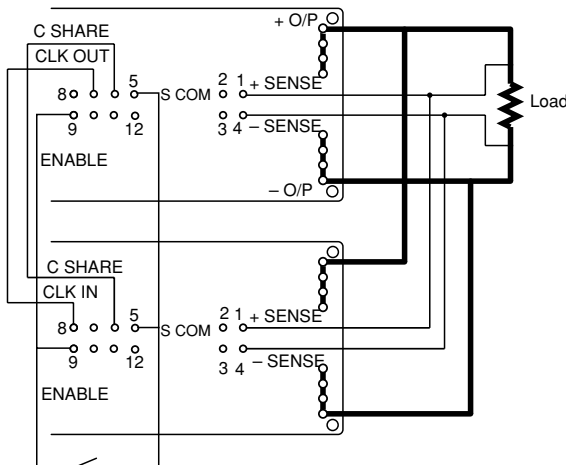 + O/P
C SHARE
CLK OUT
5 2 1 + SENSE
8 S COM
9 12 3 4 – SENSE
Load
ENABLE
– O/P
C SHARE
CLK IN
5 2 1 + SENSE
8 S COM
9 12 3 4 – SENSE
ENABLE